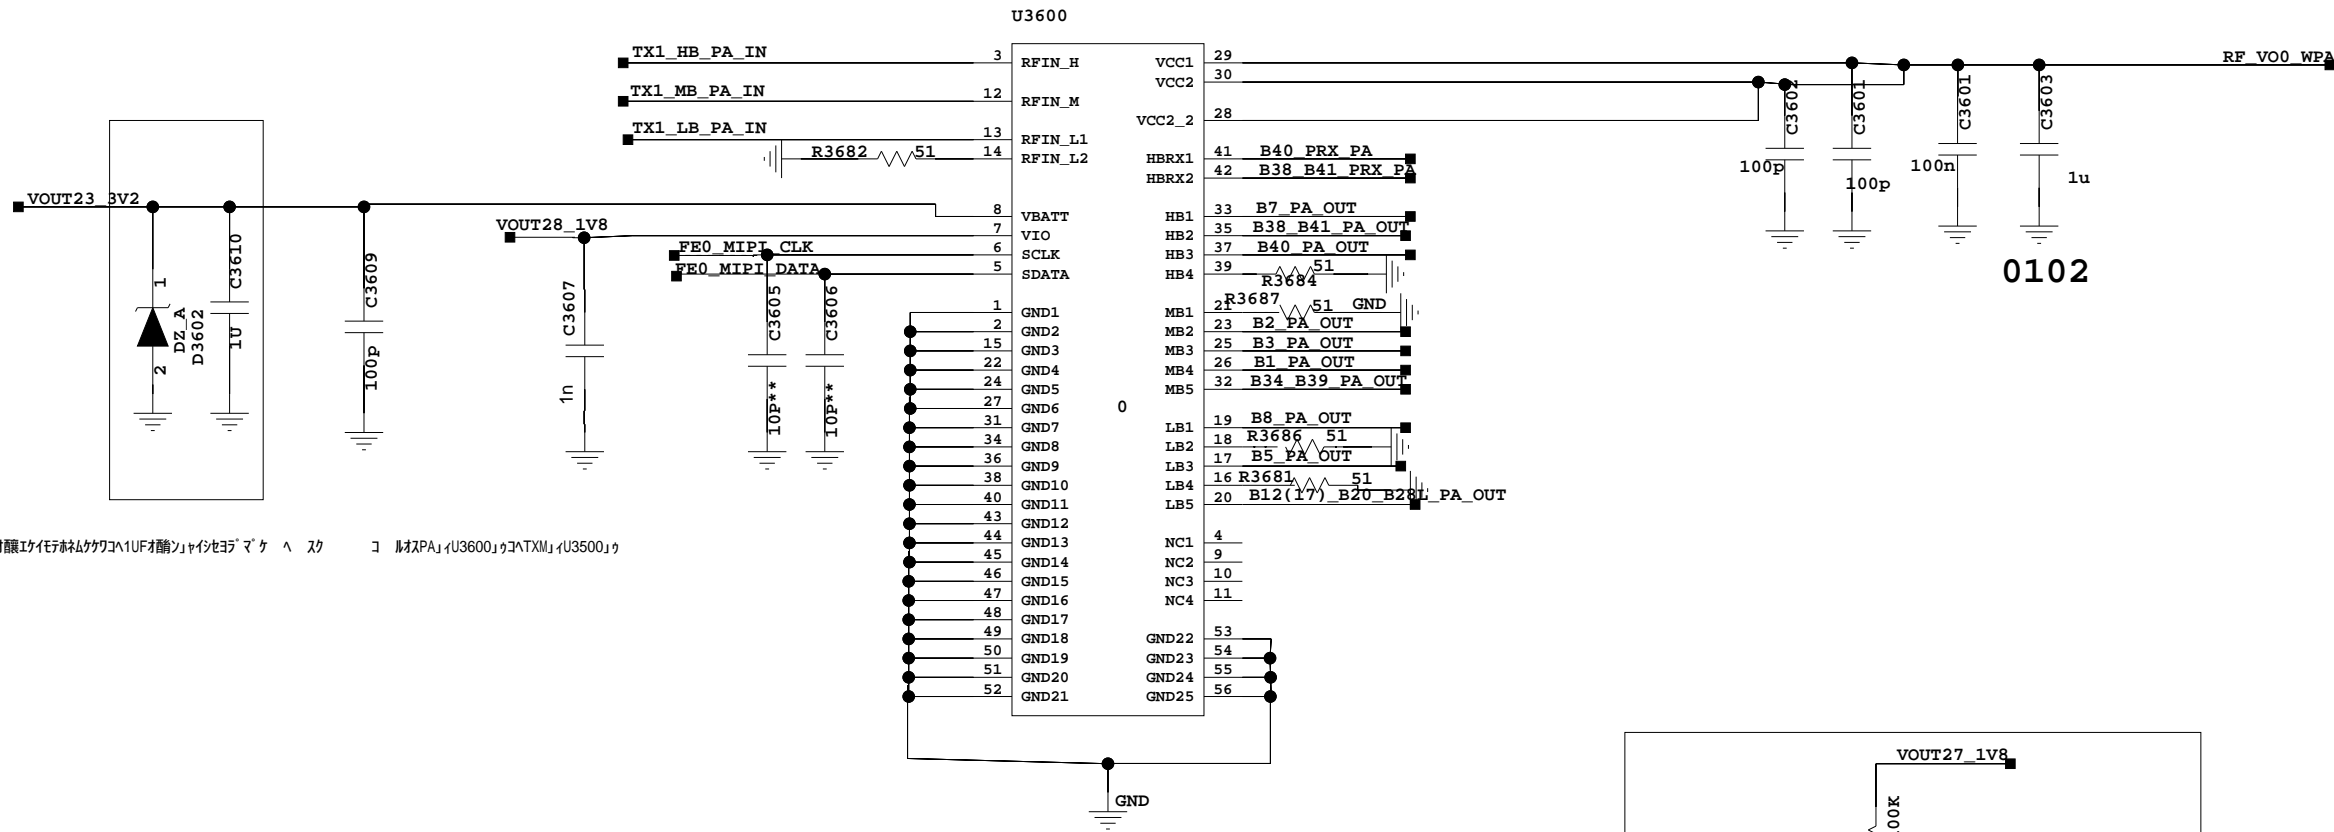 U3600
TX1_HB_PA_IN 3 RFIN_H VCC1 29 RF_VO0_WPA
VCC2 30
TX1_MB_PA_IN 12 RFIN_M
VCC2_2 28
TX1_LB_PA_IN 13 RFIN_L1
R3682 51 14 RFIN_L2 HBRX1 41 B40_PRX_PA
HBRX2 42 B38_B41_PRX_PA
C3602 100p
C3601 100p
C3601 100n
C3603 1u
0102
VOUT23_3V2 8 VBATT HB1 33 B7_PA_OUT
VOUT28_1V8 7 VIO HB2 35 B38_B41_PA_OUT
FE0_MIPI_CLK 6 SCLK HB3 37 B40_PA_OUT
FE0_MIPI_DATA 5 SDATA HB4 39 51
R3684
1 2 DZ_A D3602
C3610 1U
C3609 100p
C3607 1n
C3605 10P**
C3606 10P**
1 GND1 MB1 21 R3687 51 GND
2 GND2 MB2 23 B2_PA_OUT
15 GND3 MB3 25 B3_PA_OUT
22 GND4 MB4 26 B1_PA_OUT
24 GND5 MB5 32 B34_B39_PA_OUT
27 GND6 0
31 GND7 LB1 19 B8_PA_OUT
34 GND8 LB2 18 R3686 51
36 GND9 LB3 17 B5_PA_OUT
38 GND10 LB4 16 R3681 51
40 GND11 LB5 20 B12(17)_B20_B28L_PA_OUT
43 GND12
44 GND13 NC1 4
45 GND14 NC2 9
46 GND15 NC3 10
47 GND16 NC4 11
48 GND17
49 GND18 GND22 53
50 GND19 GND23 54
51 GND20 GND24 55
52 GND21 GND25 56
GND
VOUT27_1V8